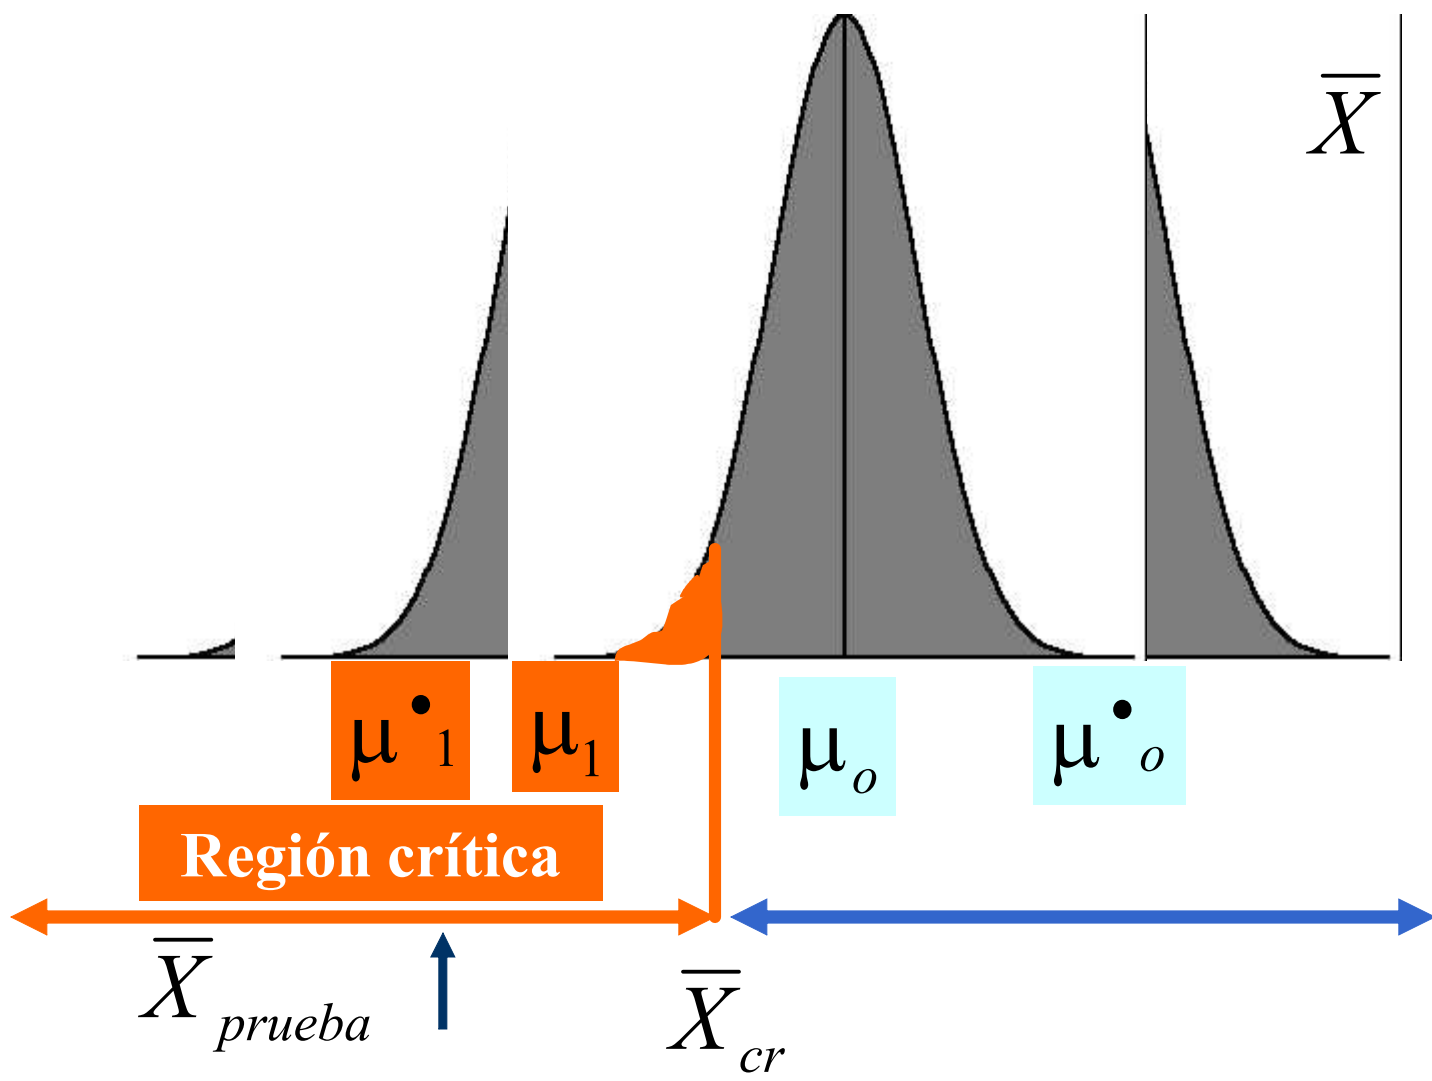 X̅
μ•₁ μ₁ μₒ μ•ₒ
Región crítica
X̅ prueba
X̅ cr